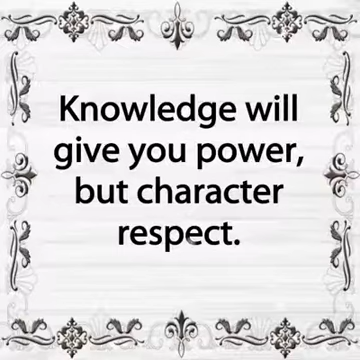 Knowledge will
give you power,
but character
respect.